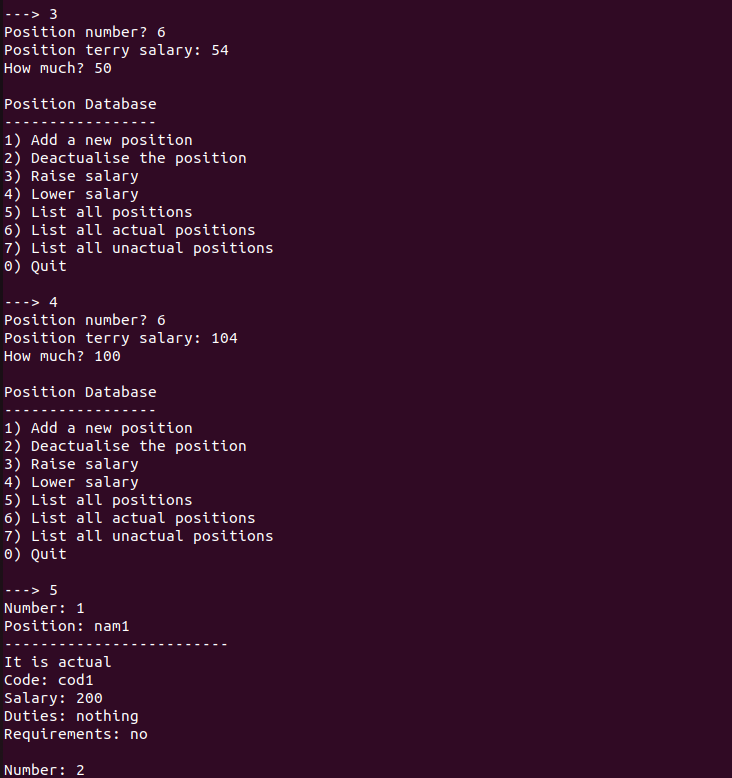 ---> 3
Position number? 6
Position terry salary: 54
How much? 50
Position Database
-----------------
1) Add a new position
2) Deactualise the position
3) Raise salary
4) Lower salary
5) List all positions
6) List all actual positions
7) List all unactual positions
0) Quit
---> 4
Position number? 6
Position terry salary: 104
How much? 100
Position Database
-----------------
1) Add a new position
2) Deactualise the position
3) Raise salary
4) Lower salary
5) List all positions
6) List all actual positions
7) List all unactual positions
0) Quit
---> 5
Number: 1
Position: nam1
-------------------------
It is actual
Code: cod1
Salary: 200
Duties: nothing
Requirements: no
Number: 2